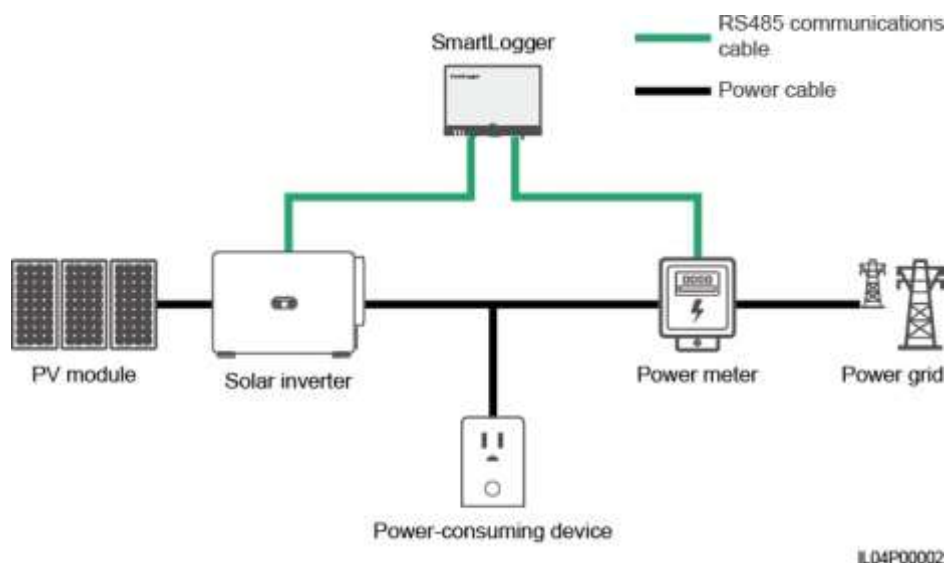 RS485 communications
cable
SmartLogger
Power cable
PV module
Solar inverter
Power meter
Power grid
Power-consuming device
IL04P00002